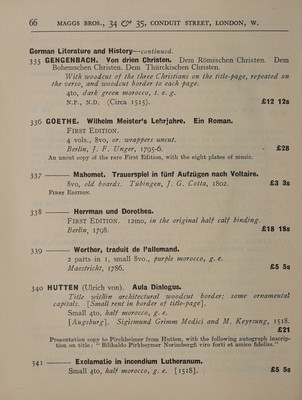 66 MAGGS BROS., 34 & 35, CONDUIT STREET, LONDON, W.
German Literature and History—continued.
335 GENGENBACH. Von drien Christen. Dem Römischen Christen. Dem
Bohemschen Christen. Dem Thürckischen Christen.
With woodcut of the three Christians on the title-page, repeated on
the verso, and woodcut border to each page.
4to, dark green morocco, t. e. g.
N.P., N.D. (Circa 1515). £12 12s
336 GOETHE. Wilhelm Meister's Lehrjahre. Ein Roman.
FIRST EDITION.
4 vols., 8vo, or. wrappers uncut.
Berlin, J. F. Unger, 1795-6. £28
An uncut copy of the rare First Edition, with the eight plates of music.
337 ——— Mahomet. Trauerspiel in fünf Aufzügen nach Voltaire.
8vo, old boards. Tübingen, J. G. Cotta, 1802. £3 3s
FIRST EDITION.
338 ——— Herrman und Dorothea.
FIRST EDITION. 12mo, in the original half calf binding.
Berlin, 1798. £18 18s
339 ——— Werther, traduit de l'allemand.
2 parts in 1, small 8vo., purple morocco, g. e.
Maestricht, 1786. £5 5s
340 HUTTEN (Ulrich von). Aula Dialogus.
Title within architectural woodcut border; some ornamental
capitals. [Small rent in border of title-page].
Small 4to, half morocco, g. e.
[Augsburg]. Sigismund Grimm Medici and M. Keyrsung, 1518.
£21
Presentation copy to Pirckheimer from Hutten, with the following autograph inscrip-
tion on title: "Bilibaldo Pirkheymer Norimbergh viro forti et amico fidelias."
341 ——— Exclamatio in incendium Lutheranum.
Small 4to, half morocco, g. e. [1518]. £5 5s